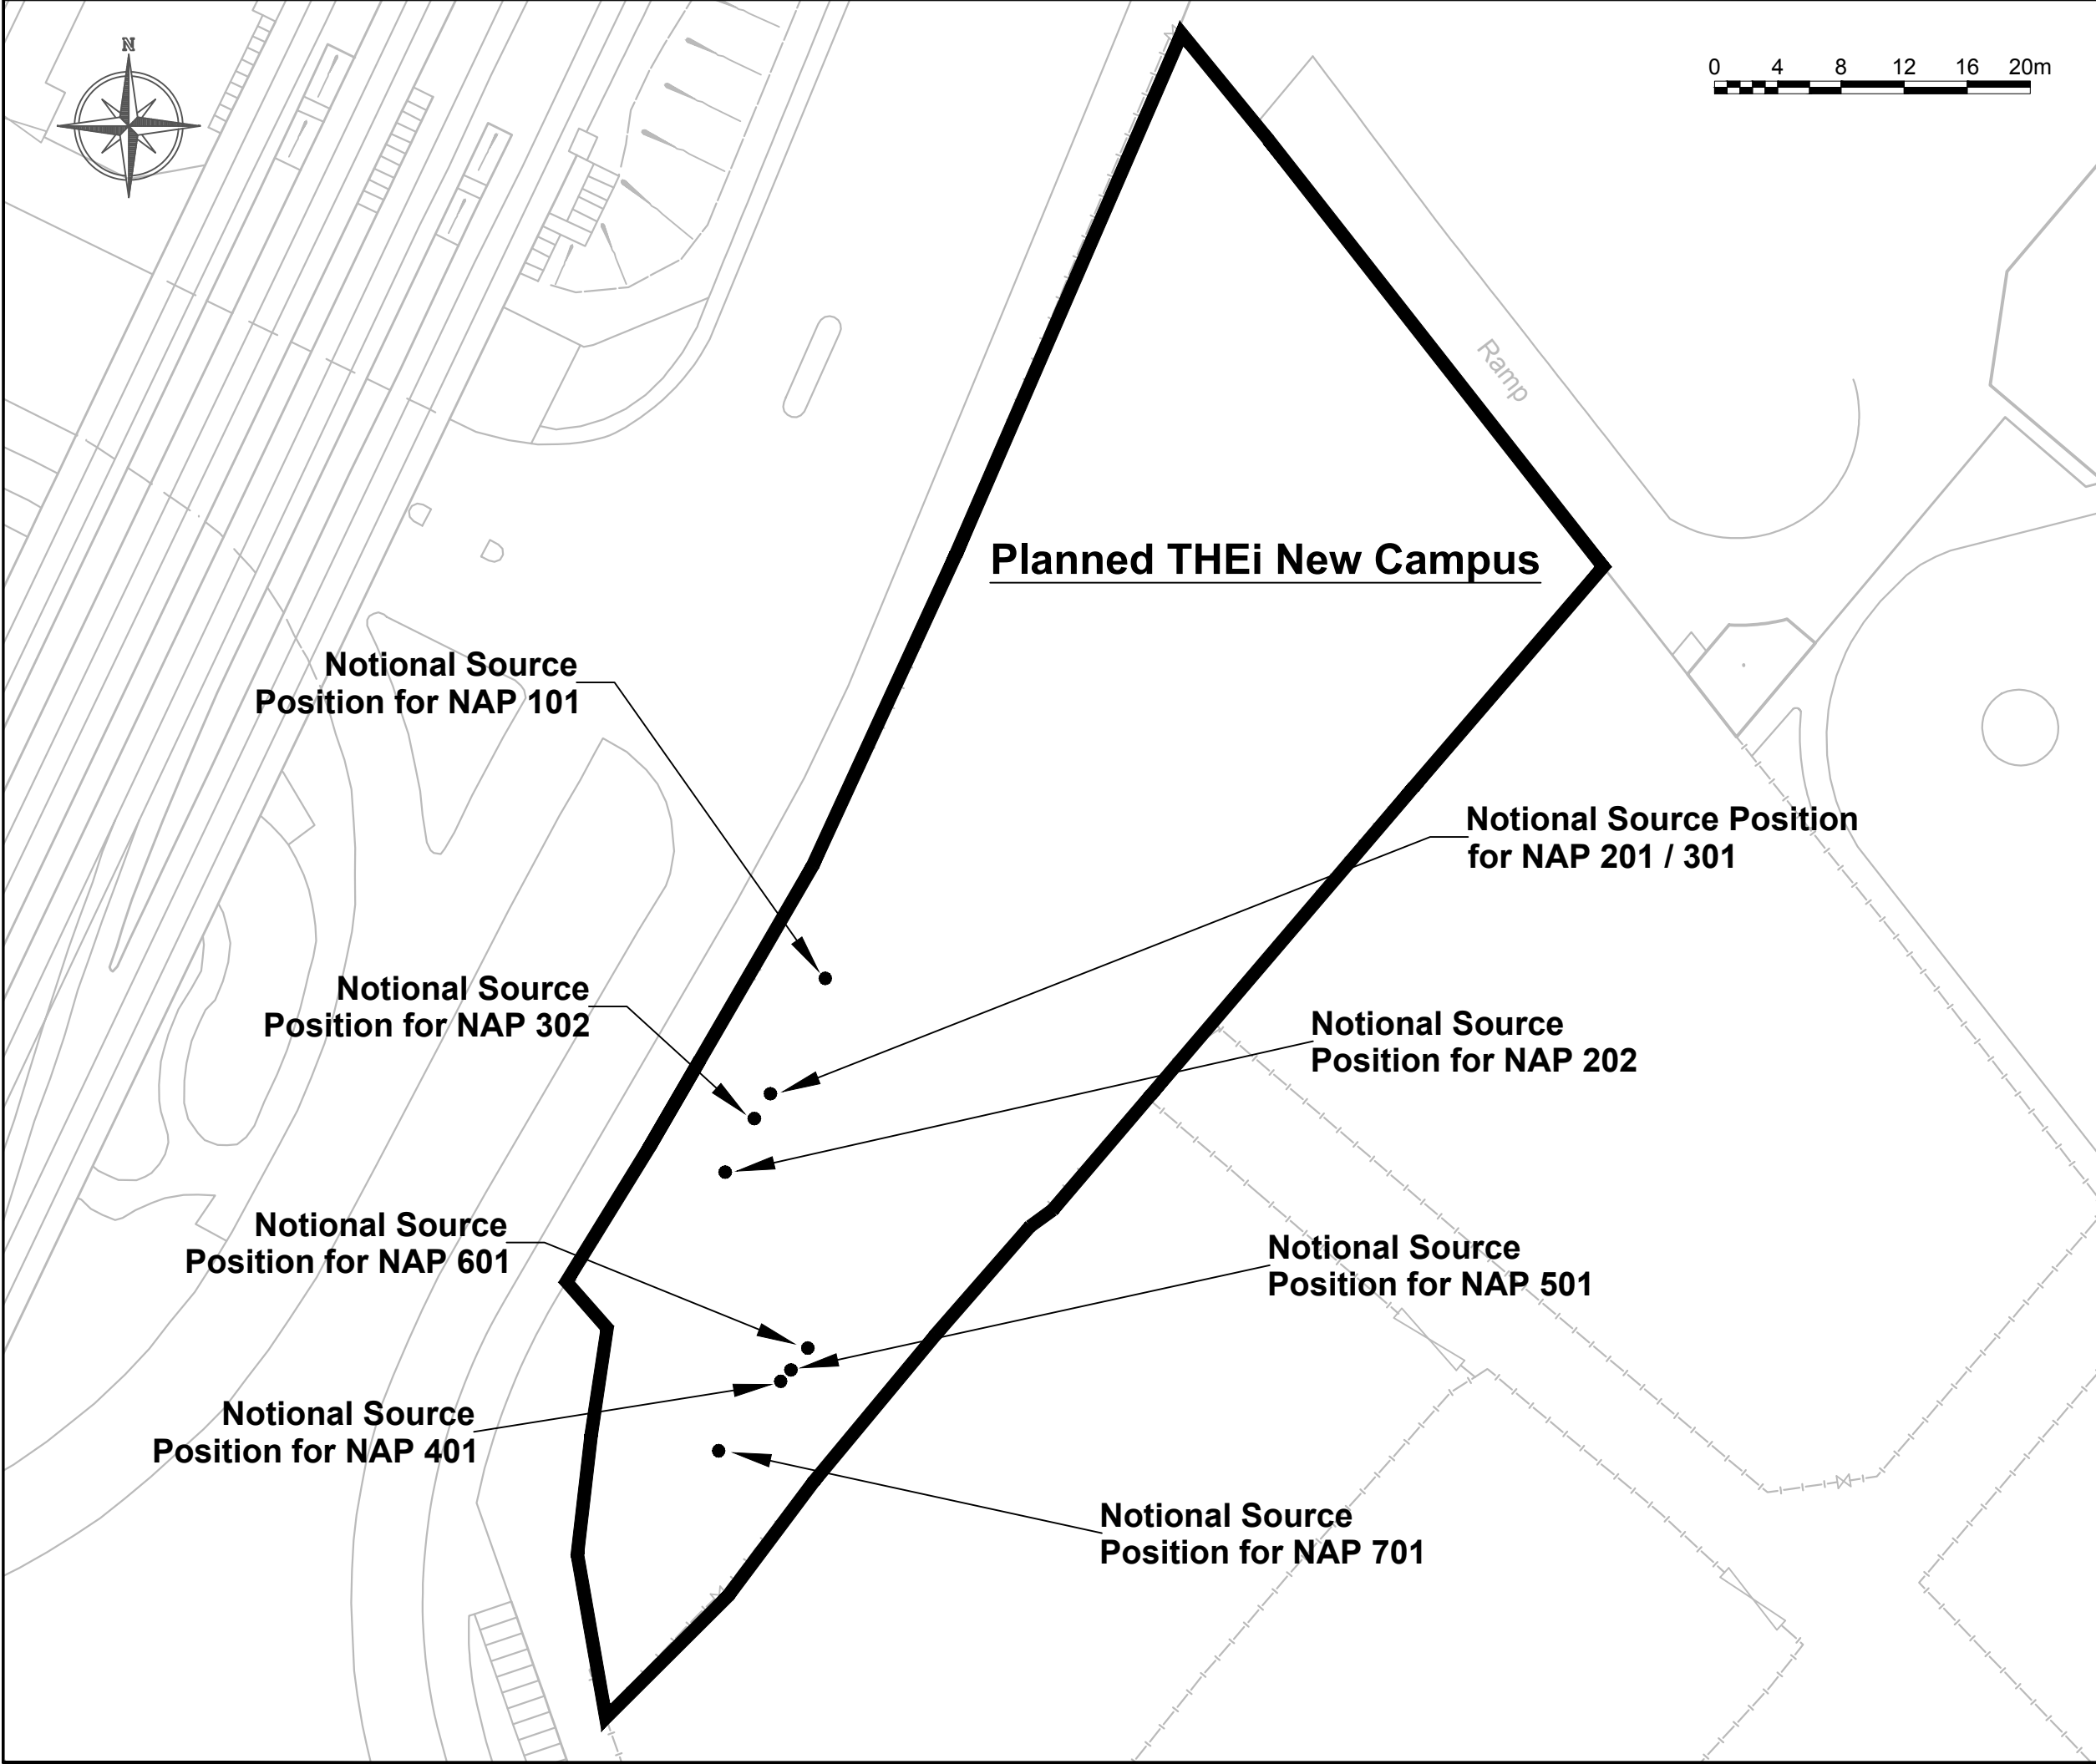 N
0 4 8 12 16 20m
Ramp
Planned THEi New Campus
Notional Source
Position for NAP 101
Notional Source Position
for NAP 201 / 301
Notional Source
Position for NAP 302
Notional Source
Position for NAP 202
Notional Source
Position for NAP 601
Notional Source
Position for NAP 501
Notional Source
Position for NAP 401
Notional Source
Position for NAP 701